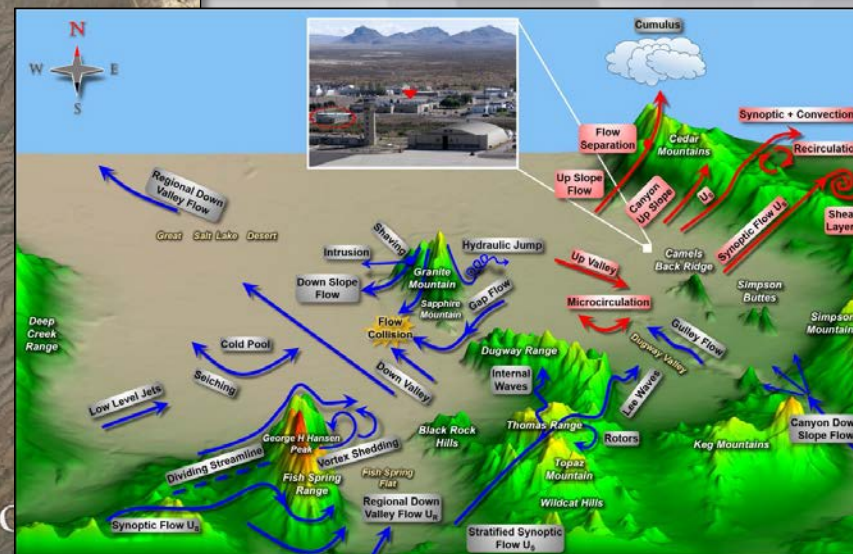 N
W
E
S
Cumulus
Flow
Separation
Cedar
Mountains
Synoptic + Convection
Recirculation
Up Slope
Flow
Canyon
Up Slope
Us
Synoptic Flow Us
Shea
Layer
Regional Down
Valley Flow
Great Salt Lake Desert
Shaving
Intrusion
Hydraulic Jump
Granite
Mountain
Down Slope
Flow
Sapphire
Mountain
Gap Flow
Flow
Collision
Up Valley
Microcirculation
Camels
Back Ridge
Simpson
Buttes
Simpson
Mountain
Deep
Creek
Range
Cold Pool
Seiching
Low Level Jets
Down Valley
Dugway Range
Gulley Flow
Dugway Valley
Internal
Waves
Lee Waves
Dividing Streamline
George H Hansen
Peak
Vortex Shedding
Fish Spring
Range
Fish Spring
Flat
Black Rock
Hills
Thomas Range
Rotors
Topaz
Mountain
Keg Mountains
Canyon Down
Slope Flow
Wildcat Hills
Synoptic Flow Us
Regional Down
Valley Flow UR
Stratified Synoptic
Flow Us